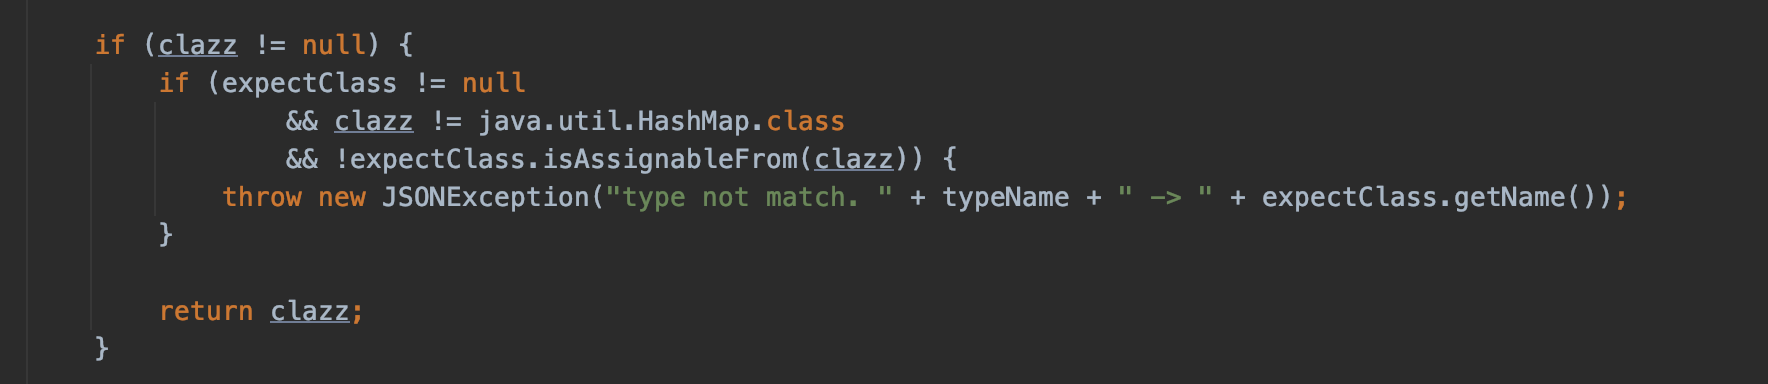 if (clazz != null) {
if (expectClass != null
&& clazz != java.util.HashMap.class
&& !expectClass.isAssignableFrom(clazz)) {
throw new JSONException("type not match. " + typeName + " -> " + expectClass.getName());
}
return clazz;
}